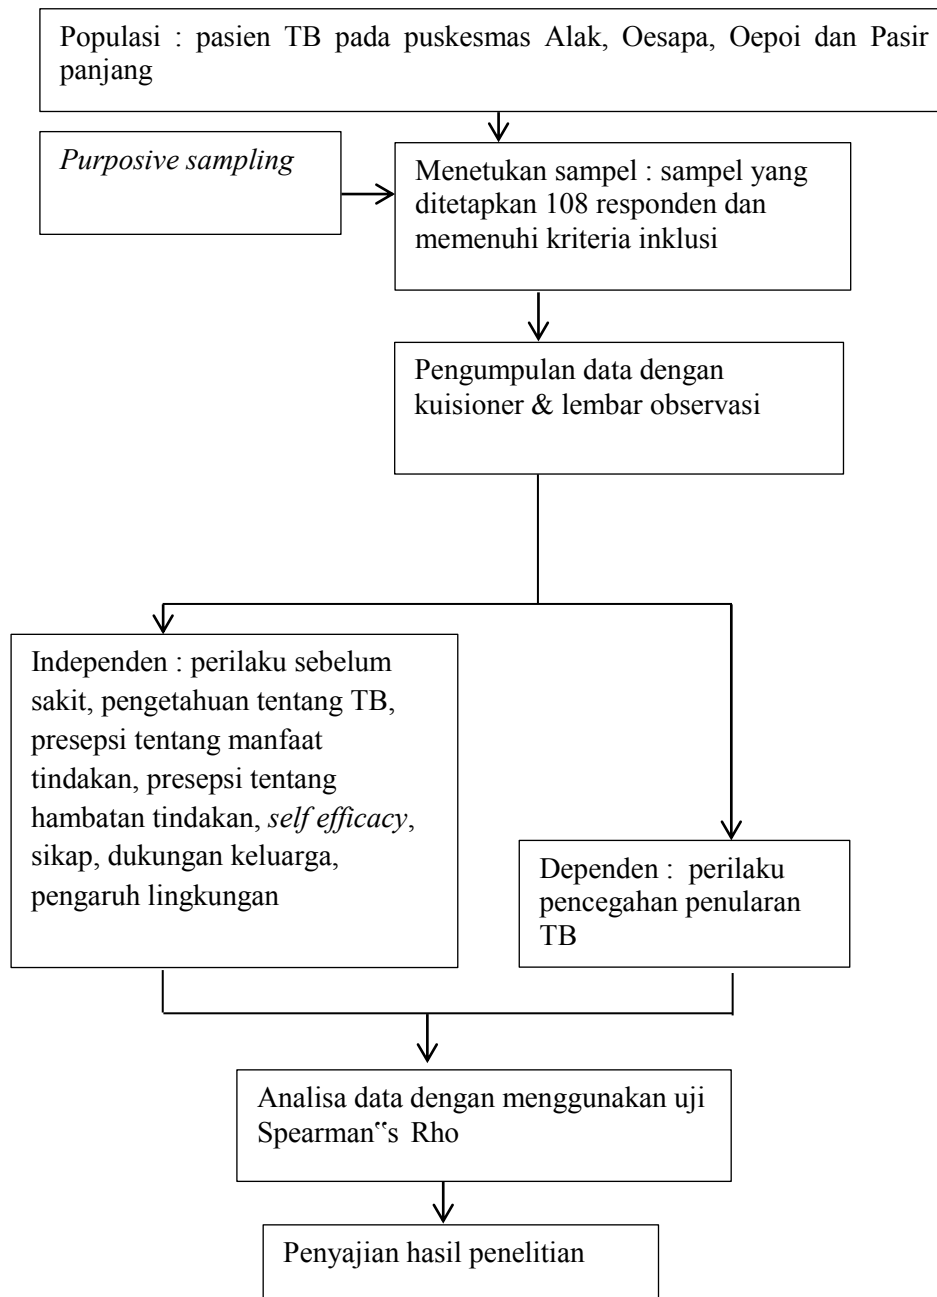 Populasi : pasien TB pada puskesmas Alak, Oesapa, Oepoi dan Pasir
panjang
Purposive sampling
Menetukan sampel : sampel yang
ditetapkan 108 responden dan
memenuhi kriteria inklusi
Pengumpulan data dengan
kuisioner & lembar observasi
Independen : perilaku sebelum
sakit, pengetahuan tentang TB,
presepsi tentang manfaat
tindakan, presepsi tentang
hambatan tindakan, self efficacy,
sikap, dukungan keluarga,
pengaruh lingkungan
Dependen : perilaku
pencegahan penularan
TB
Analisa data dengan menggunakan uji
Spearman‟s Rho
Penyajian hasil penelitian